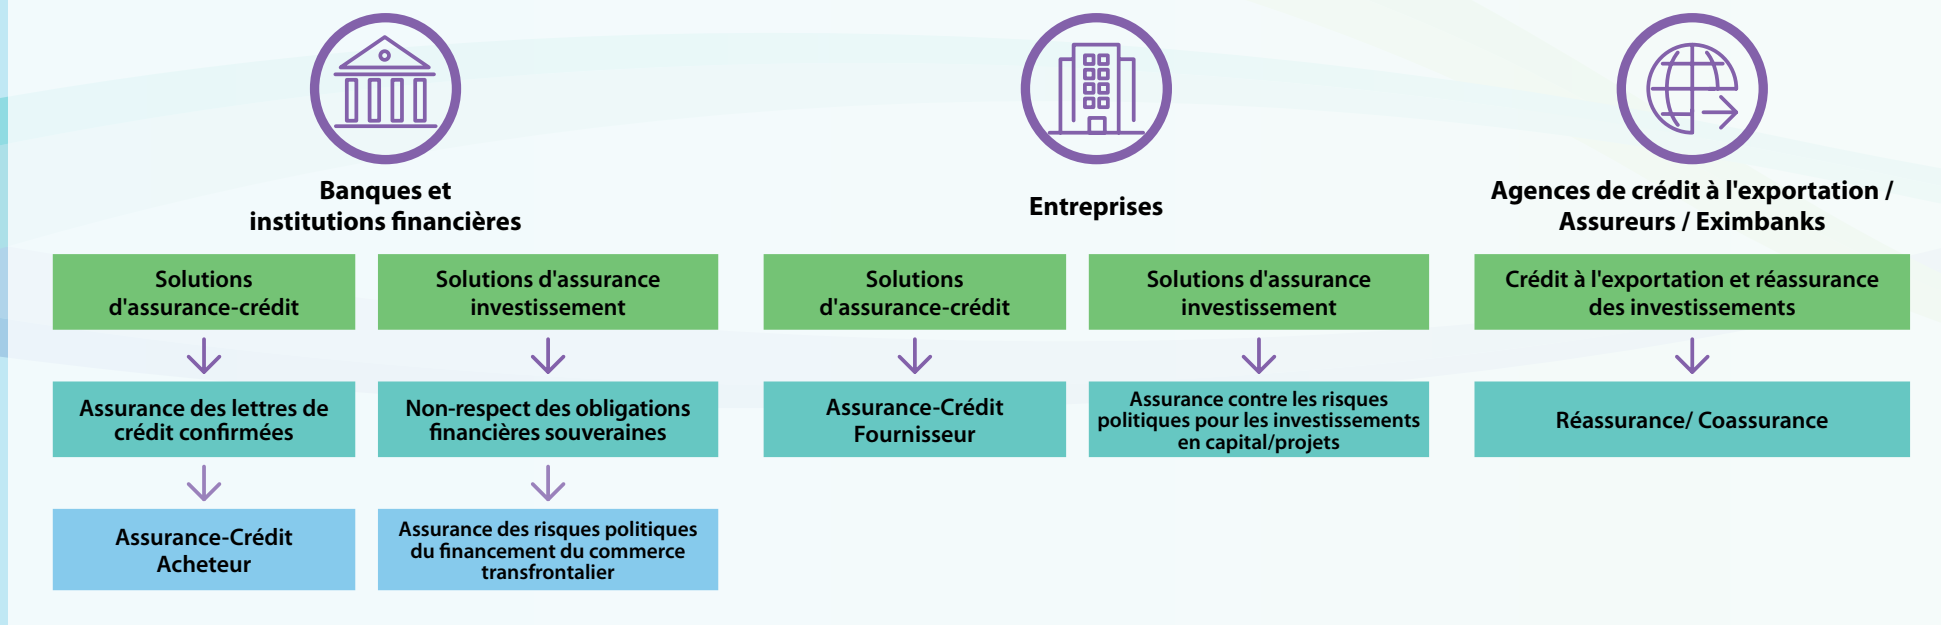 Banques et
institutions financières
Solutions
d'assurance-crédit
Assurance des lettres de
crédit confirmées
Assurance-Crédit
Acheteur
Solutions d'assurance
investissement
Non-respect des obligations
financières souveraines
Assurance des risques politiques
du financement du commerce
transfrontalier
Entreprises
Solutions
d'assurance-crédit
Assurance-Crédit
Fournisseur
Solutions d'assurance
investissement
Assurance contre les risques
politiques pour les investissements
en capital/projets
Agences de crédit à l'exportation /
Assureurs / Eximbanks
Crédit à l'exportation et réassurance
des investissements
Réassurance/ Coassurance